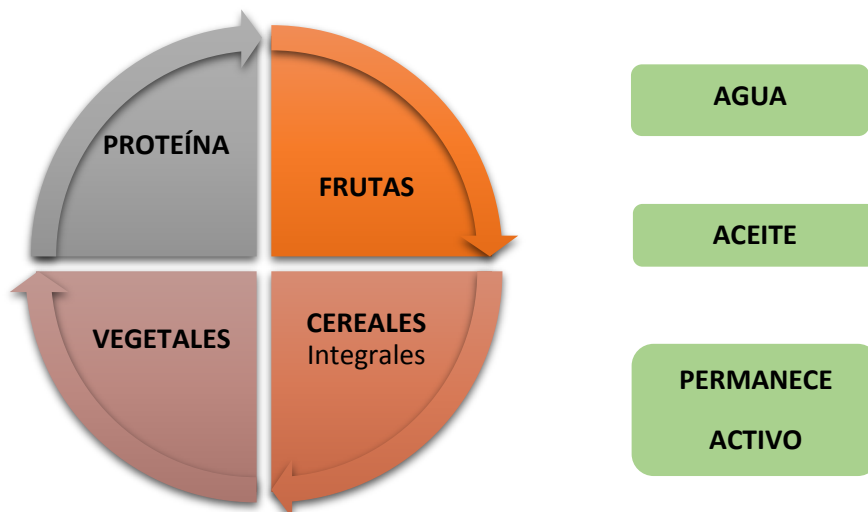 PROTEÍNA
FRUTAS
VEGETALES
CEREALES
Integrales
AGUA
ACEITE
PERMANECE
ACTIVO